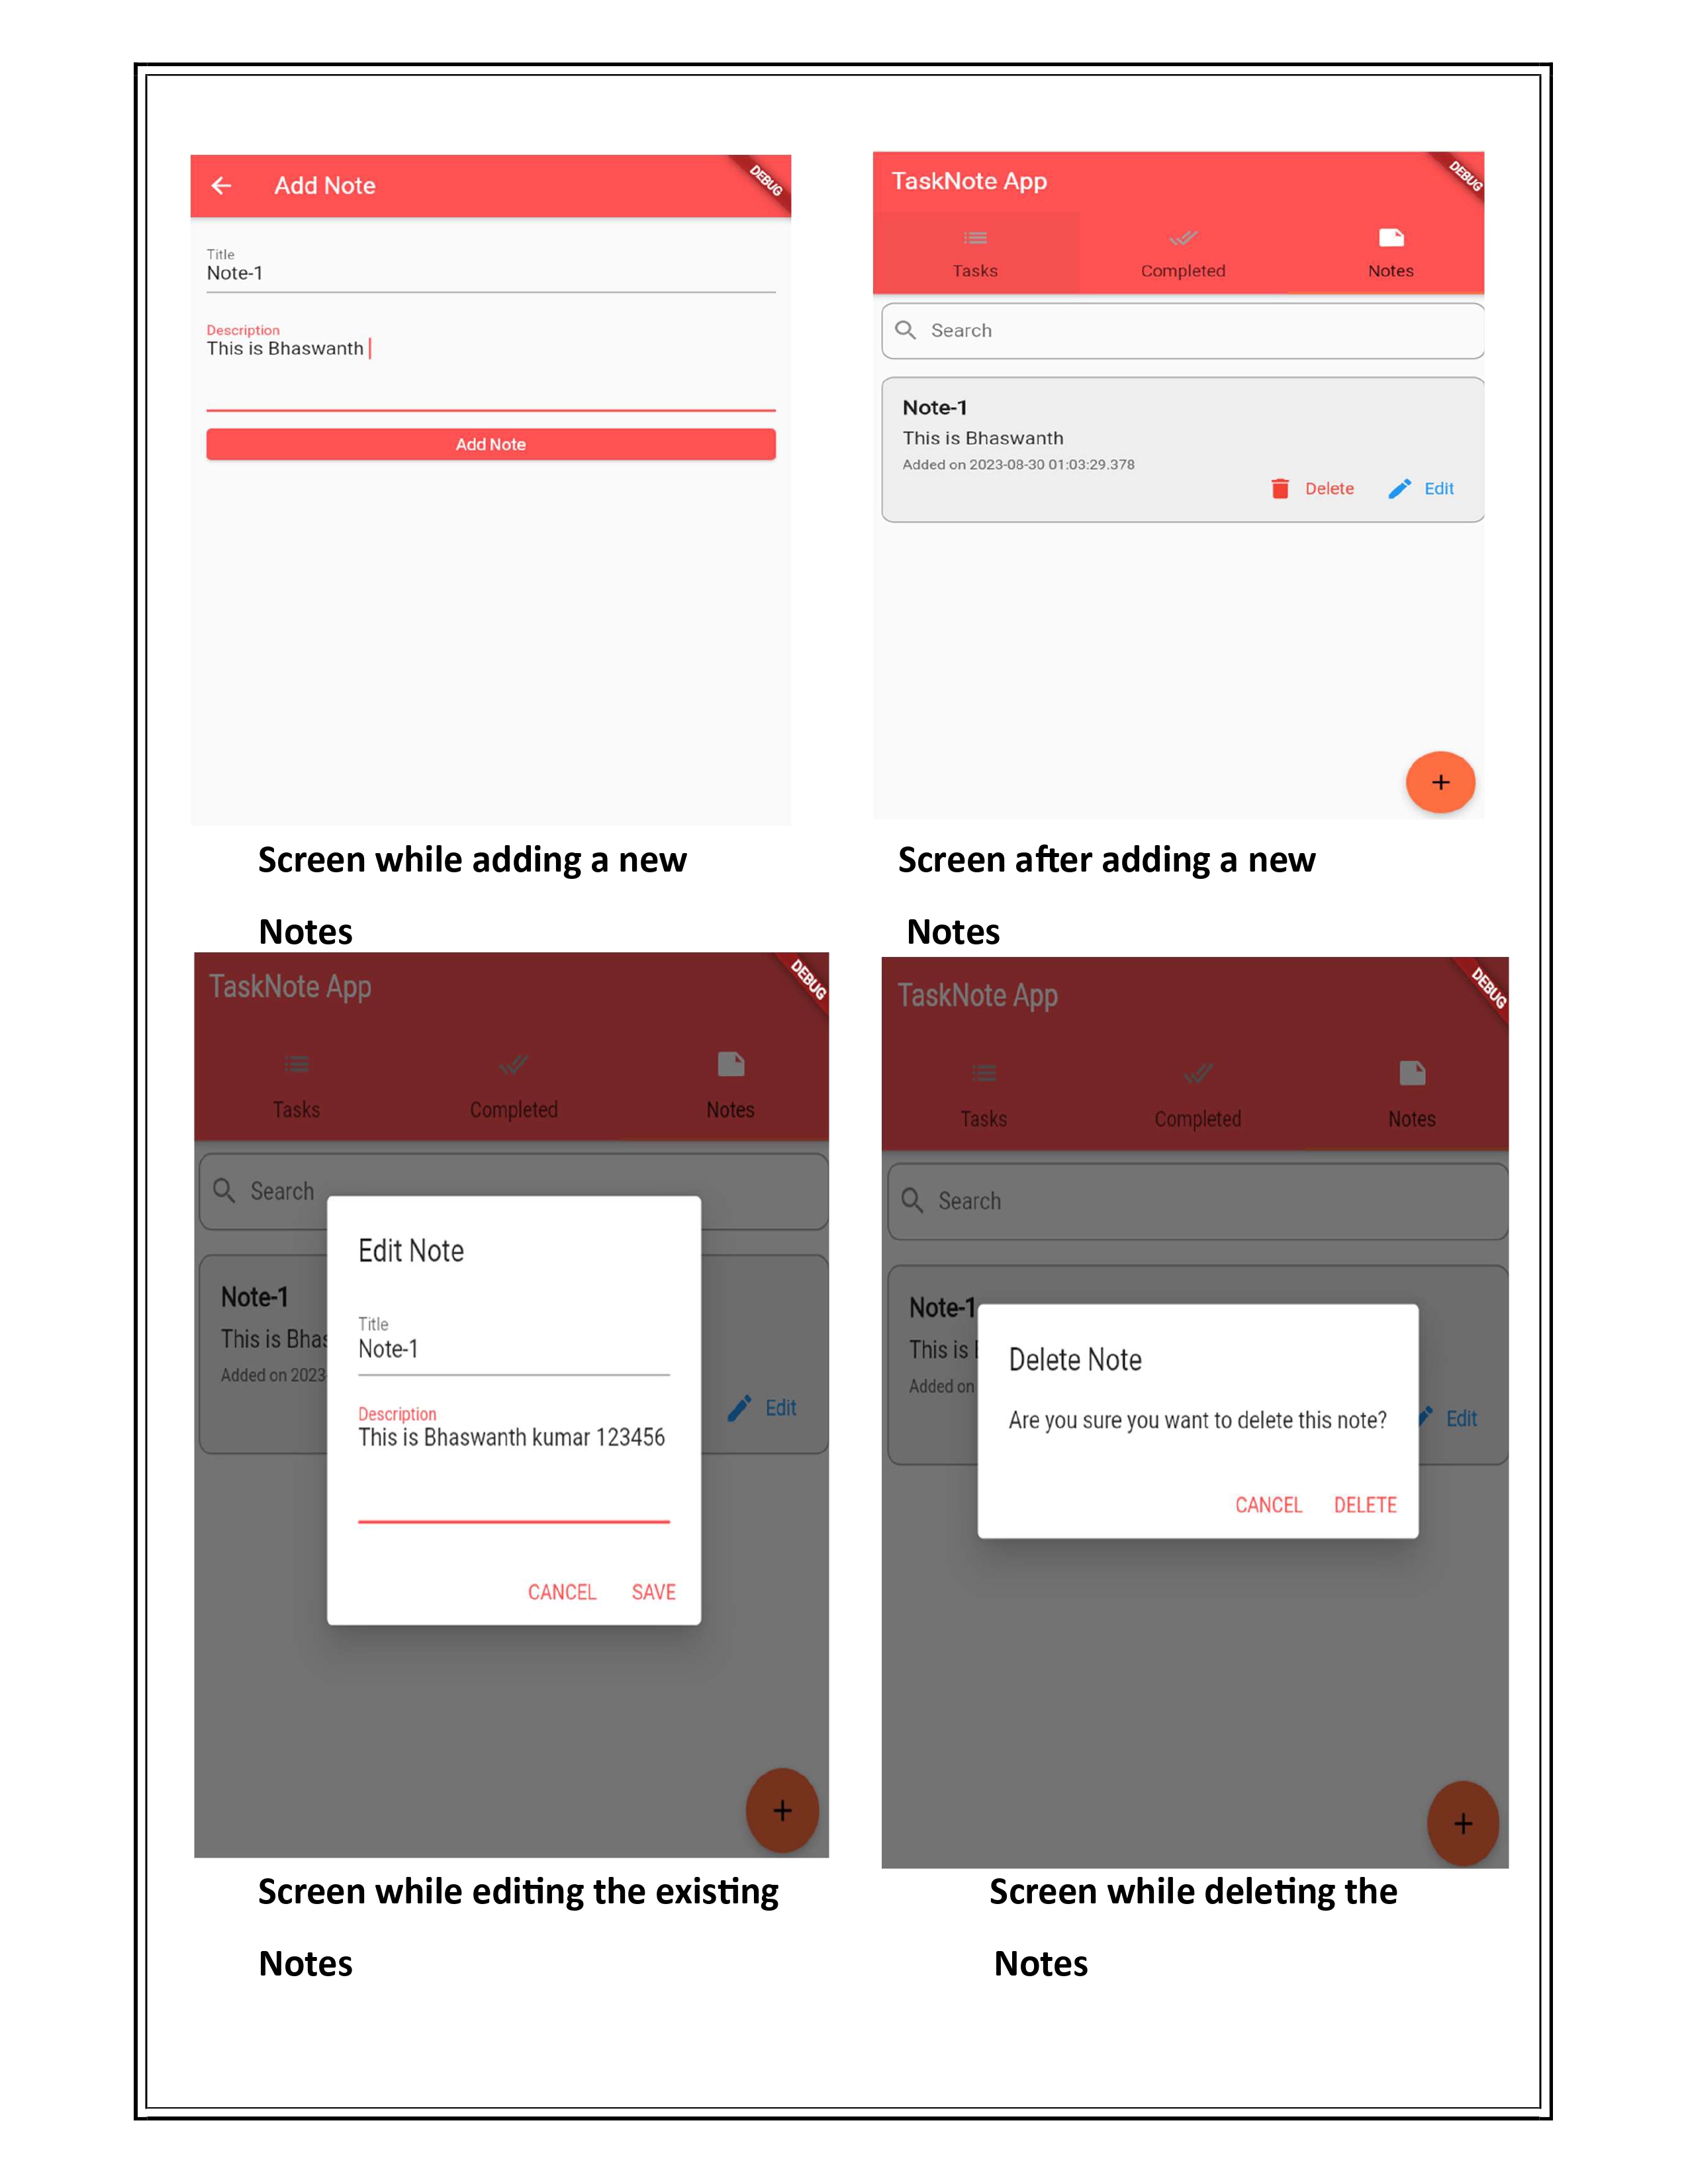 Add Note
DEBUG
Title
Note-1
Description
This is Bhaswanth
Add Note
TaskNote App
DEBUG
Tasks
Completed
Notes
Search
Note-1
This is Bhaswanth
Added on 2023-08-30 01:03:29.378
Delete
Edit
+
Screen while adding a new
Notes
Screen after adding a new
Notes
TaskNote App
DEBUG
Tasks
Completed
Notes
Search
Note-1
This is Bhas
Added on 2023-
Edit
Edit Note
Title
Note-1
Description
This is Bhaswanth kumar 123456
CANCEL SAVE
+
TaskNote App
DEBUG
Tasks
Completed
Notes
Search
Note-1
This is
Added on
Edit
Delete Note
Are you sure you want to delete this note?
CANCEL DELETE
+
Screen while editing the existing
Notes
Screen while deleting the
Notes